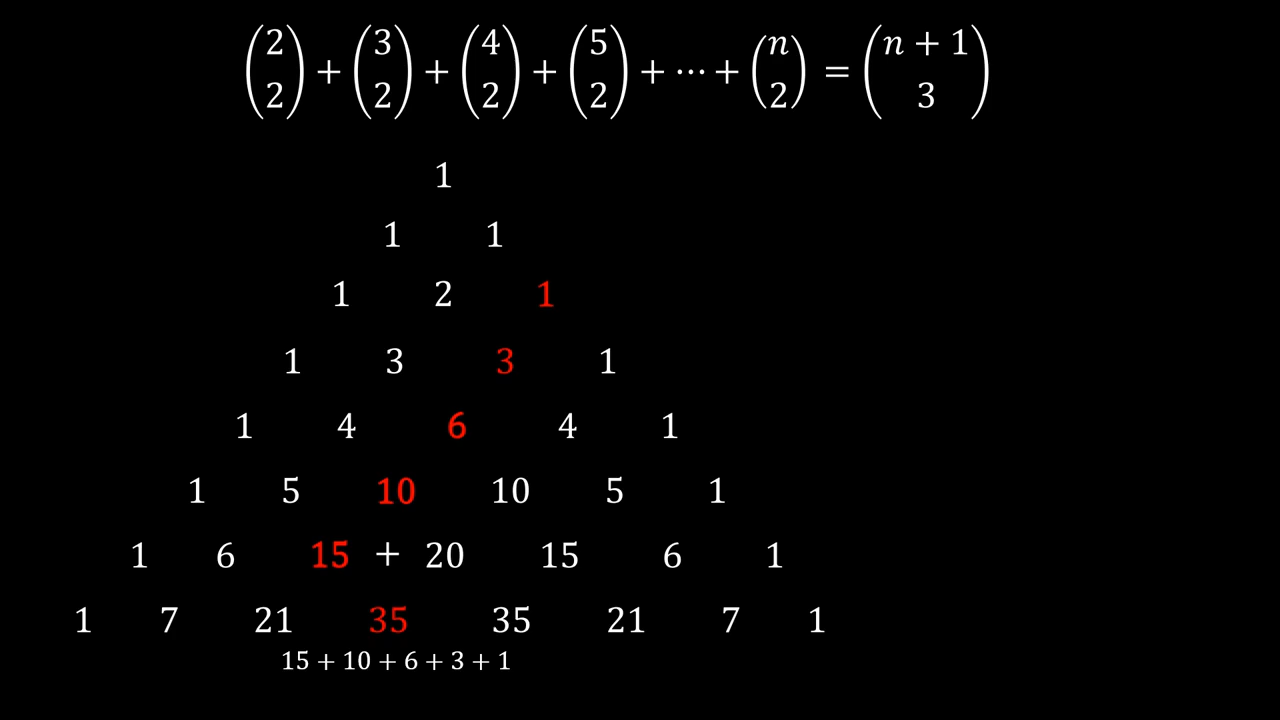 (2 2) + (3 2) + (4 2) + (5 2) + ⋯ + (n 2) = (n + 1 3)
1
1 1
1 2 1
1 3 3 1
1 4 6 4 1
1 5 10 10 5 1
1 6 15 + 20 15 6 1
1 7 21 35 35 21 7 1
15 + 10 + 6 + 3 + 1